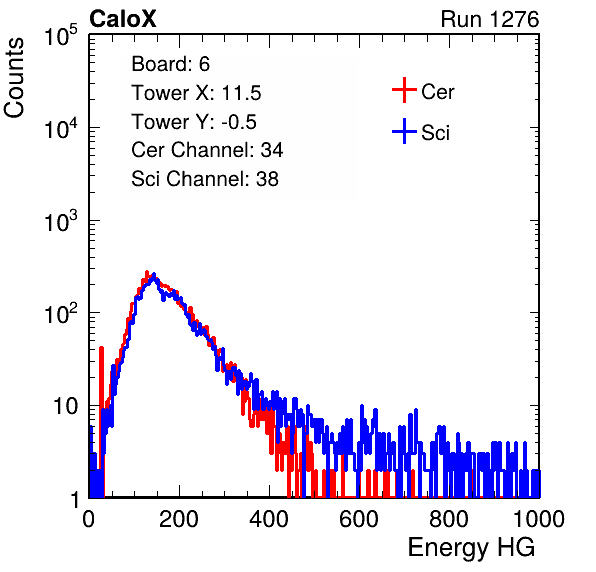 CaloX Run 1276
Counts
Board: 6
Tower X: 11.5
Tower Y: -0.5
Cer Channel: 34
Sci Channel: 38
Cer
Sci
10^5
10^4
10^3
10^2
10
1
0 200 400 600 800 1000
Energy HG